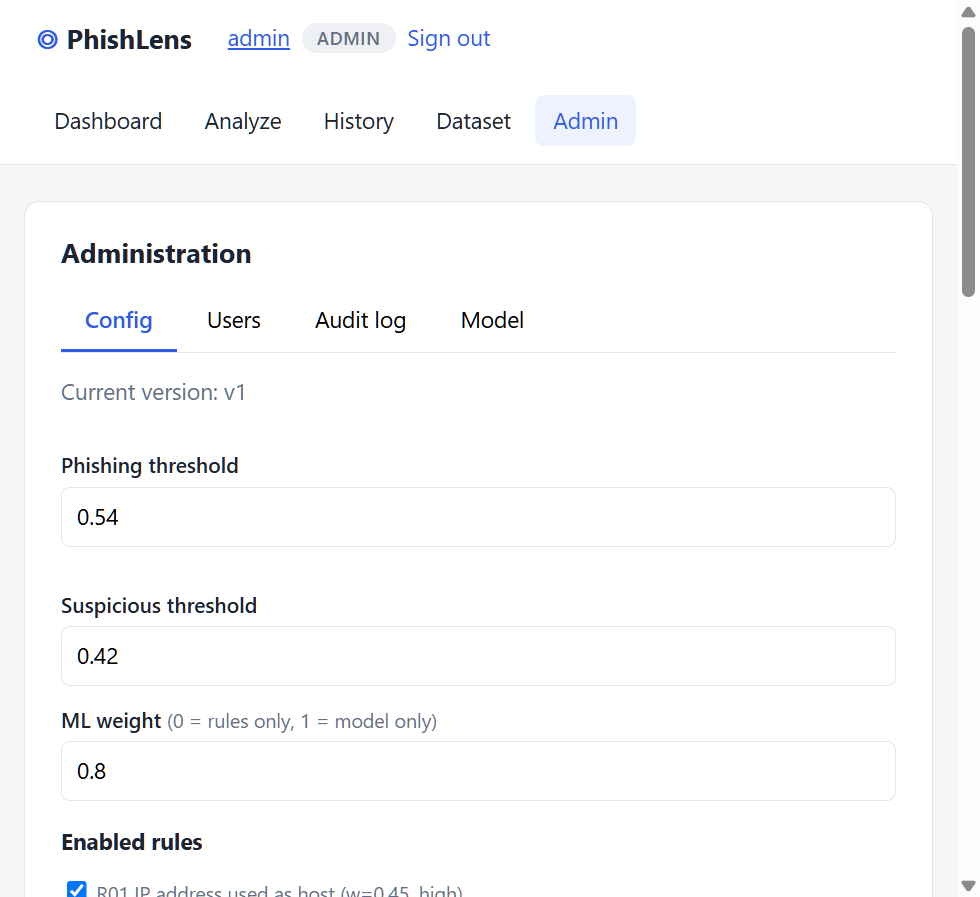 PhishLens admin ADMIN Sign out
Dashboard Analyze History Dataset Admin
Administration
Config Users Audit log Model
Current version: v1
Phishing threshold
0.54
Suspicious threshold
0.42
ML weight (0 = rules only, 1 = model only)
0.8
Enabled rules
R01 IP address used as host (w=0.45, high)